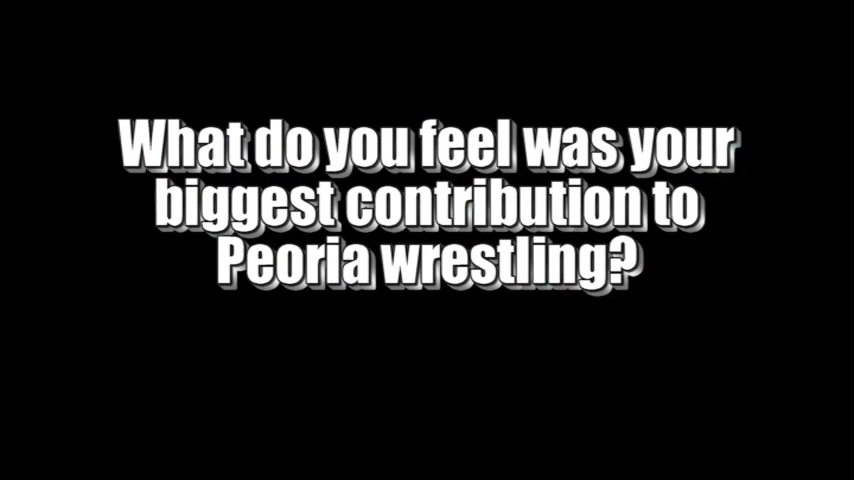 What do you feel was your
biggest contribution to
Peoria wrestling?